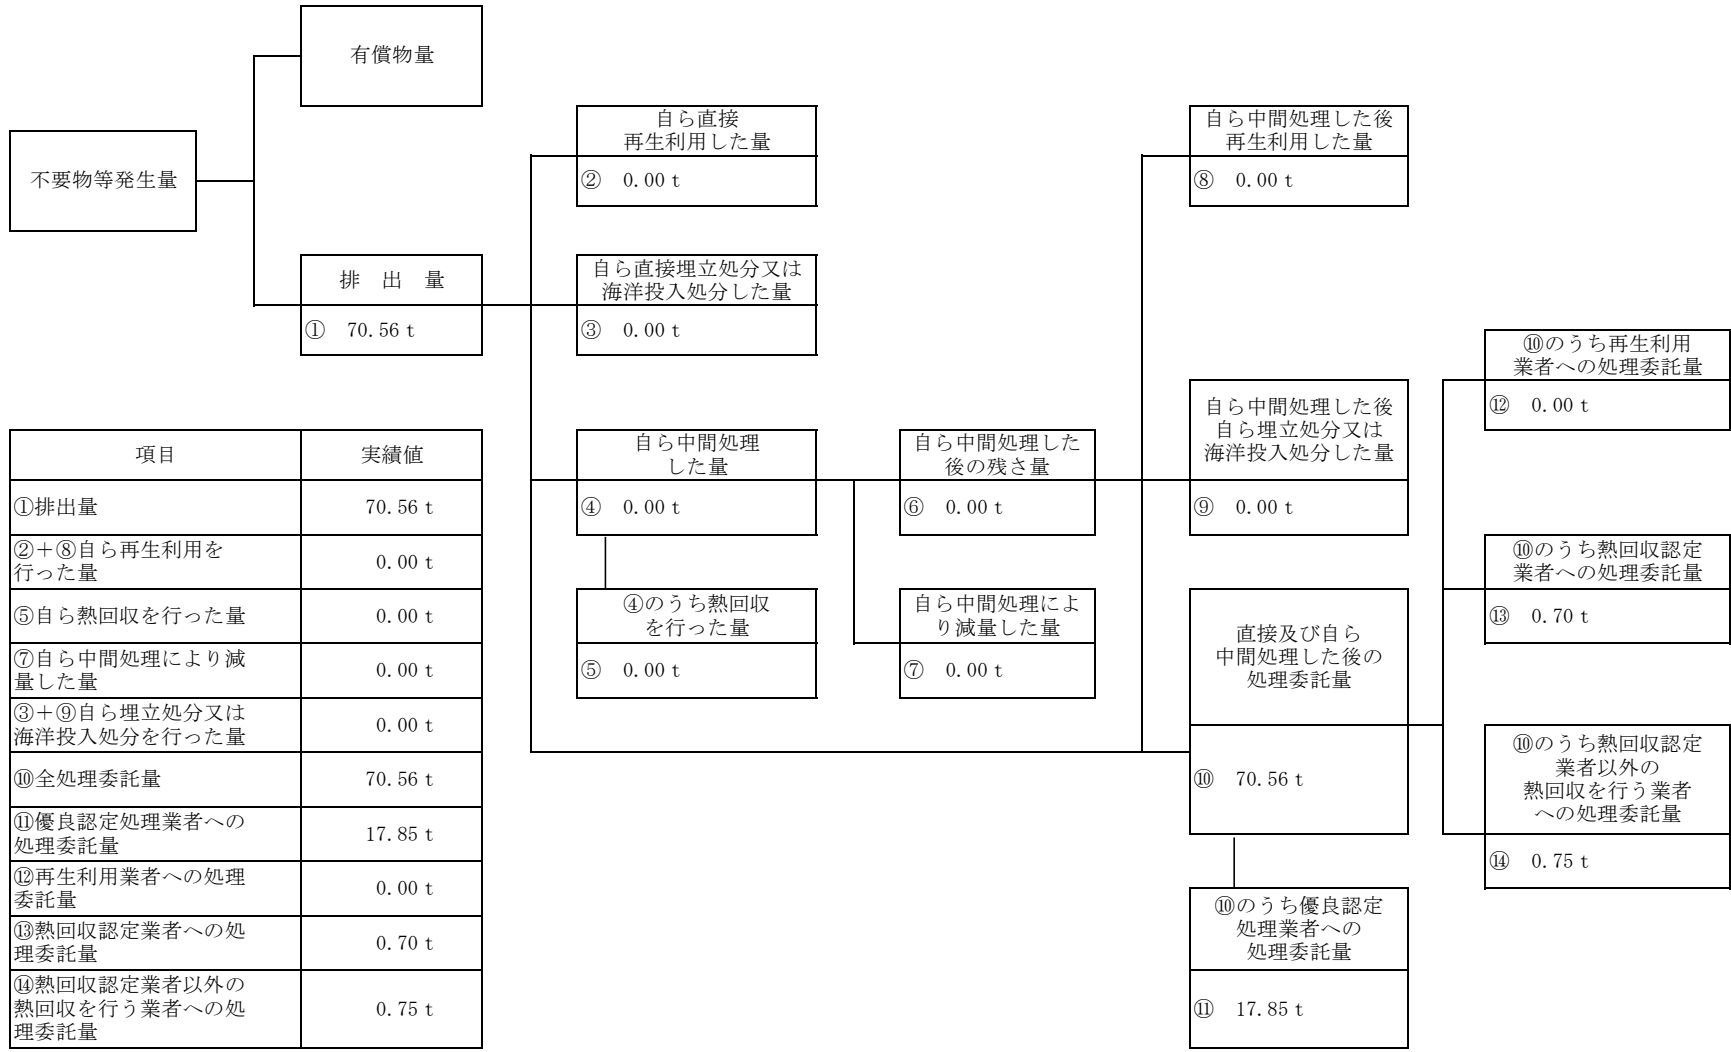 有償物量
不要物等発生量
排　出　量
①　70.56 t
自ら直接
再生利用した量
②　0.00 t
自ら直接埋立処分又は
海洋投入処分した量
③　0.00 t
自ら中間処理
した量
④　0.00 t
④のうち熱回収
を行った量
⑤　0.00 t
自ら中間処理した
後の残さ量
⑥　0.00 t
自ら中間処理によ
り減量した量
⑦　0.00 t
自ら中間処理した後
再生利用した量
⑧　0.00 t
自ら中間処理した後
自ら埋立処分又は
海洋投入処分した量
⑨　0.00 t
直接及び自ら
中間処理した後の
処理委託量
⑩　70.56 t
⑩のうち優良認定
処理業者への
処理委託量
⑪　17.85 t
⑩のうち再生利用
業者への処理委託量
⑫　0.00 t
⑩のうち熱回収認定
業者への処理委託量
⑬　0.70 t
⑩のうち熱回収認定
業者以外の
熱回収を行う業者
への処理委託量
⑭　0.75 t
項目　実績値
①排出量　70.56 t
②＋⑧自ら再生利用を
行った量　0.00 t
⑤自ら熱回収を行った量　0.00 t
⑦自ら中間処理により減
量した量　0.00 t
③＋⑨自ら埋立処分又は
海洋投入処分を行った量　0.00 t
⑩全処理委託量　70.56 t
⑪優良認定処理業者への
処理委託量　17.85 t
⑫再生利用業者への処理
委託量　0.00 t
⑬熱回収認定業者への処
理委託量　0.70 t
⑭熱回収認定業者以外の
熱回収を行う業者への処
理委託量　0.75 t